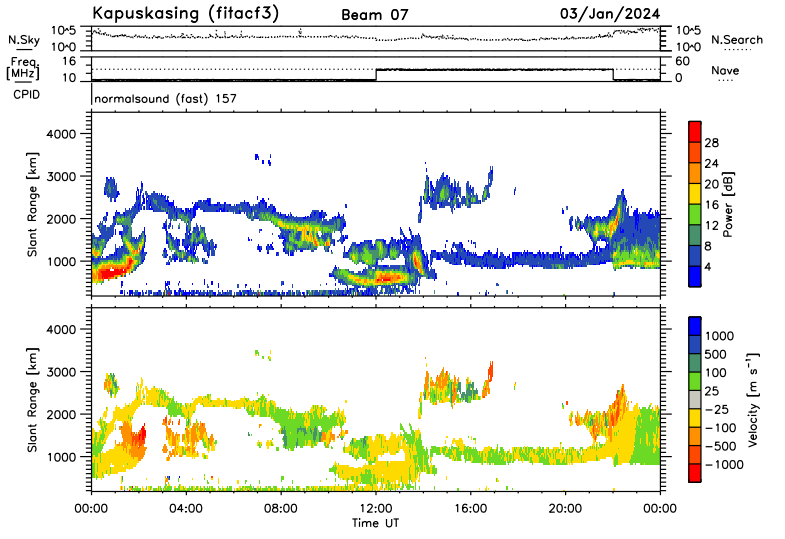 Kapuskasing (fitacf3) Beam 07 03/Jan/2024
N.Sky 10^5 10^0 10^5 10^0 N.Search
Freq. [MHz] 16 10 60 0 Nave
CPID normalsound (fast) 157
Slant Range [km] 4000 3000 2000 1000
28 24 20 16 12 8 4 Power [dB]
Slant Range [km] 4000 3000 2000 1000
1000 500 100 25 −25 −100 −500 −1000 Velocity [m s⁻¹]
00:00 04:00 08:00 12:00 16:00 20:00 00:00
Time UT